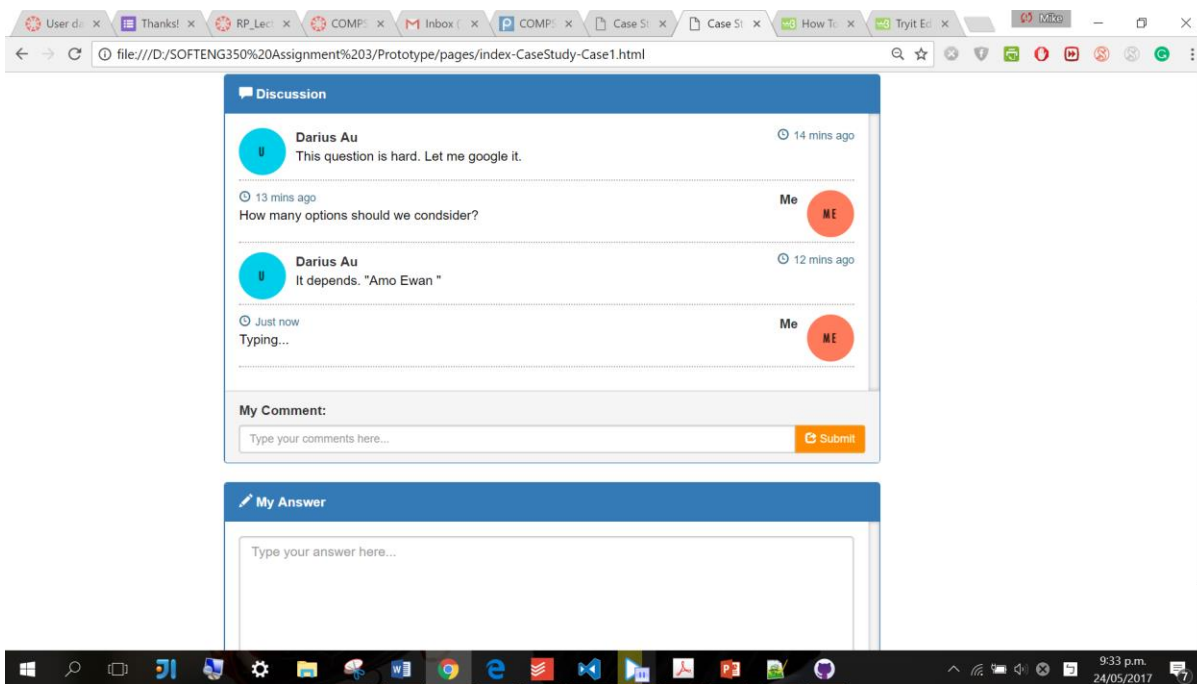 User da
Thanks!
RP_Lect
COMPS
Inbox (
COMPS
Case St
Case St
How To
Tryit Ed
Mike
file:///D:/SOFTENG350%20Assignment%203/Prototype/pages/index-CaseStudy-Case1.html
Discussion
Darius Au
14 mins ago
U
This question is hard. Let me google it.
13 mins ago
Me
How many options should we condsider?
ME
Darius Au
12 mins ago
U
It depends. "Amo Ewan "
Just now
Me
Typing...
ME
My Comment:
Type your comments here...
Submit
My Answer
Type your answer here...
9:33 p.m.
24/05/2017